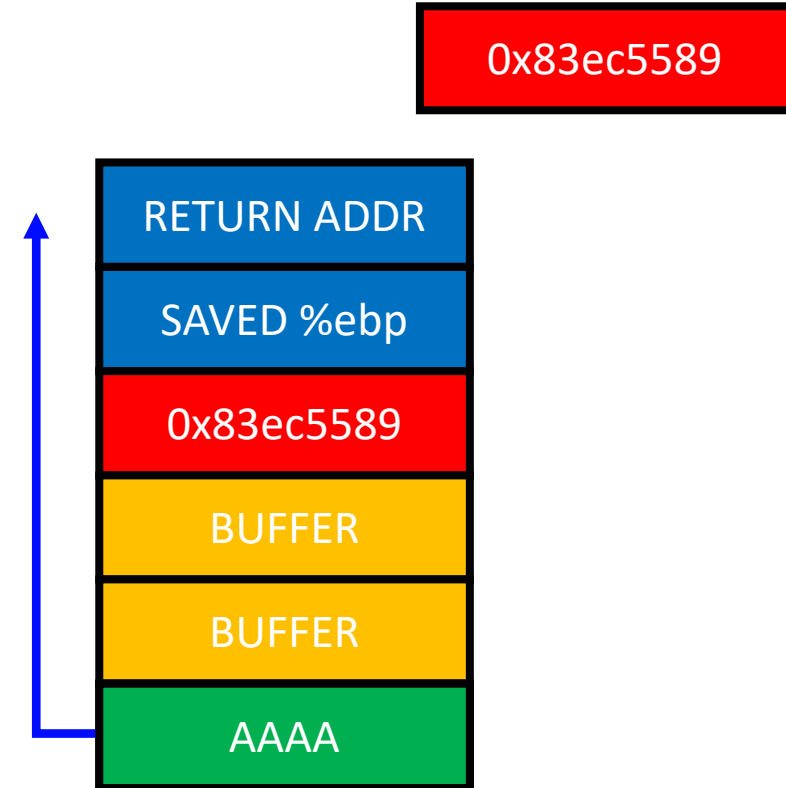 0x83ec5589
RETURN ADDR
SAVED %ebp
0x83ec5589
BUFFER
BUFFER
AAAA